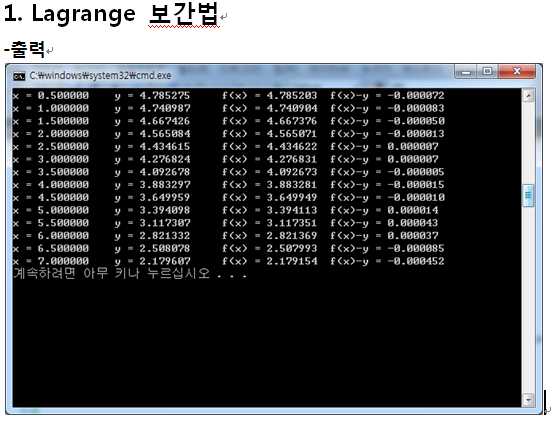 1. Lagrange 보간법
-출력
C:₩windows₩system32₩cmd.exe
x = 0.500000 y = 4.785275 f(x) = 4.785203 f(x)-y = -0.000072
x = 1.000000 y = 4.740987 f(x) = 4.740904 f(x)-y = -0.000083
x = 1.500000 y = 4.667426 f(x) = 4.667376 f(x)-y = -0.000050
x = 2.000000 y = 4.565084 f(x) = 4.565071 f(x)-y = -0.000013
x = 2.500000 y = 4.434615 f(x) = 4.434622 f(x)-y = 0.000007
x = 3.000000 y = 4.276824 f(x) = 4.276831 f(x)-y = 0.000007
x = 3.500000 y = 4.092678 f(x) = 4.092673 f(x)-y = -0.000005
x = 4.000000 y = 3.883297 f(x) = 3.883281 f(x)-y = -0.000015
x = 4.500000 y = 3.649959 f(x) = 3.649949 f(x)-y = -0.000010
x = 5.000000 y = 3.394098 f(x) = 3.394113 f(x)-y = 0.000014
x = 5.500000 y = 3.117307 f(x) = 3.117351 f(x)-y = 0.000043
x = 6.000000 y = 2.821332 f(x) = 2.821369 f(x)-y = 0.000037
x = 6.500000 y = 2.508078 f(x) = 2.507993 f(x)-y = -0.000085
x = 7.000000 y = 2.179607 f(x) = 2.179154 f(x)-y = -0.000452
계속하려면 아무 키나 누르십시오 . . .